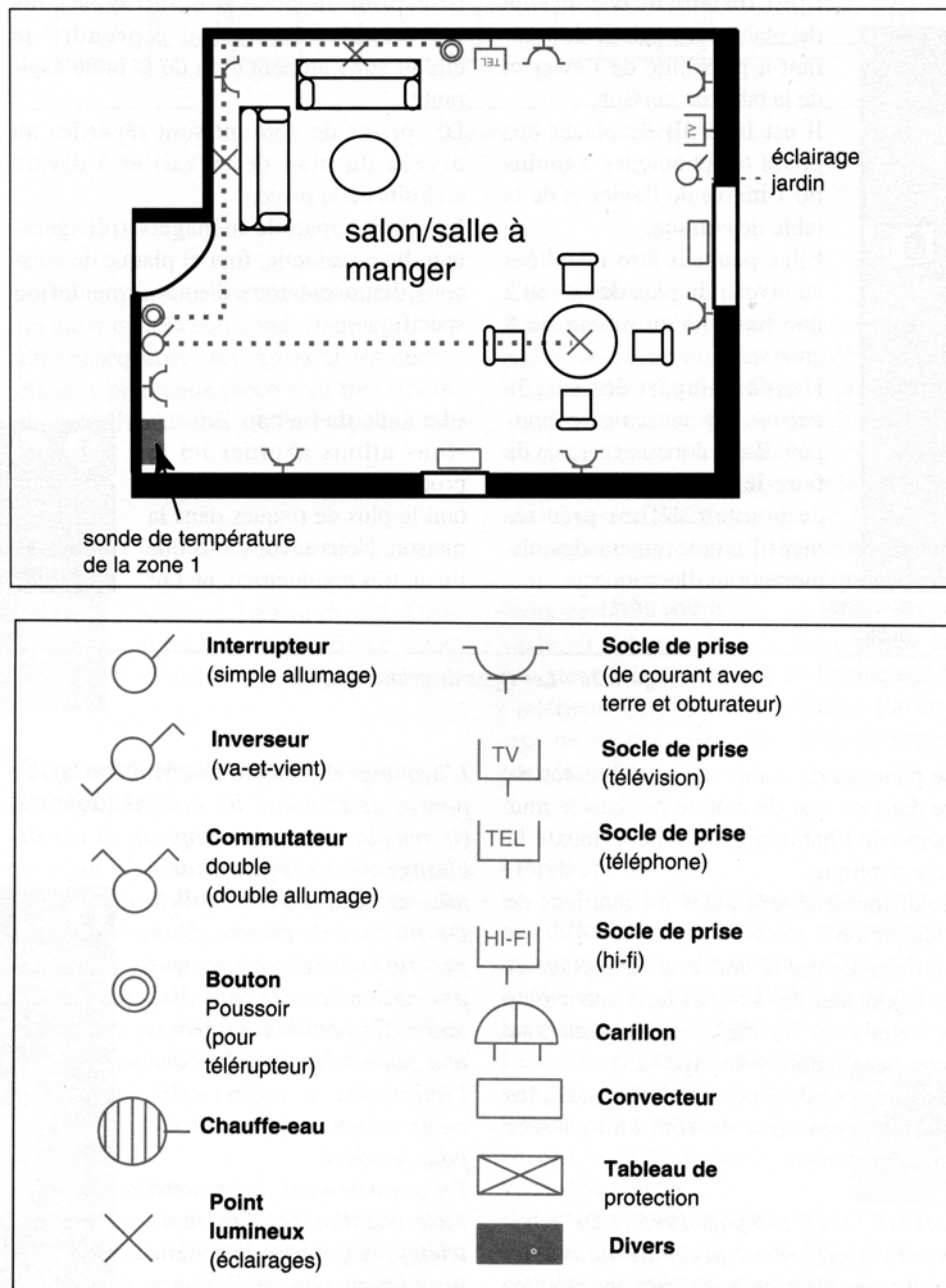 TEL
TV
éclairage
jardin
salon/salle à
manger
sonde de température
de la zone 1
Interrupteur
(simple allumage)
Inverseur
(va-et-vient)
Commutateur
double
(double allumage)
Bouton
Poussoir
(pour
télérupteur)
Chauffe-eau
Point
lumineux
(éclairages)
Socle de prise
(de courant avec
terre et obturateur)
TV
Socle de prise
(télévision)
TEL
Socle de prise
(téléphone)
HI-FI
Socle de prise
(hi-fi)
Carillon
Convecteur
Tableau de
protection
Divers